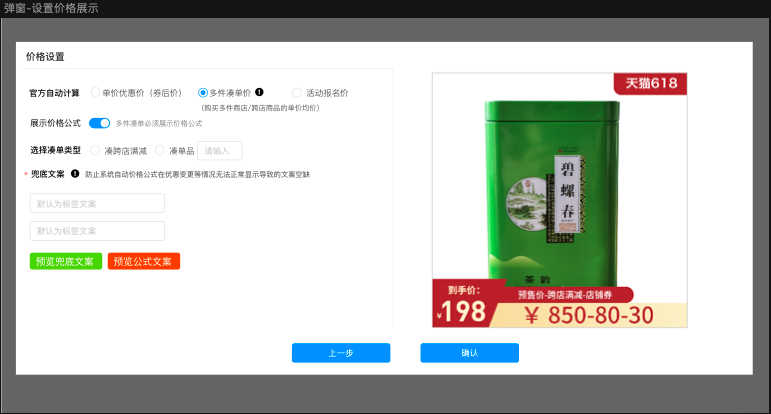 弹窗-设置价格展示
价格设置
官方自动计算 单价优惠价（券后价） 多件凑单价 活动报名价
(购买多件商店/跨店商品的单价均价）
展示价格公式 多件凑单必须展示价格公式
选择凑单类型 凑跨店满减 凑单品 请输入
* 兜底文案 防止系统自动价格公式在优惠变更等情况无法正常显示导致的文案空缺
默认为标签文案
默认为标签文案
预览兜底文案 预览公式文案
天猫618
碧螺春
茶韵
到手价：
¥198
预售价-跨店满减-店铺券
￥ 850-80-30
上一步 确认